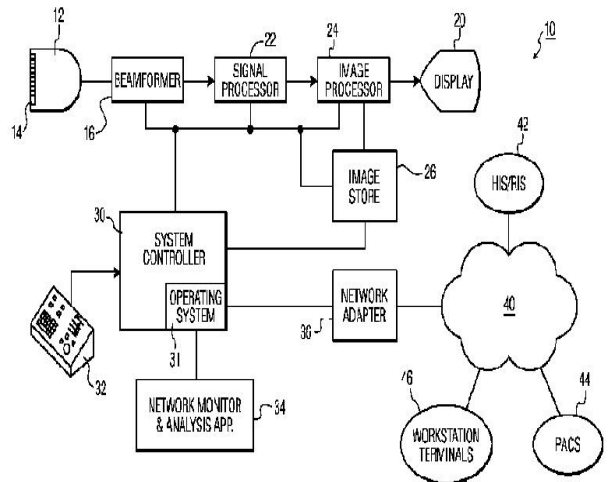 12
14
BEAMFORMER
16
22
SIGNAL
PROCESSOR
24
IMAGE
PROCESSOR
20
DISPLAY
10
IMAGE
STORE
26
42
HIS/RIS
30
SYSTEM
CONTROLLER
OPERATING
SYSTEM
31
32
NETWORK
ADAPTER
36
40
NETWORK MONITOR
& ANALYSIS APP.
34
46
WORKSTATION
TERMINALS
44
PACS